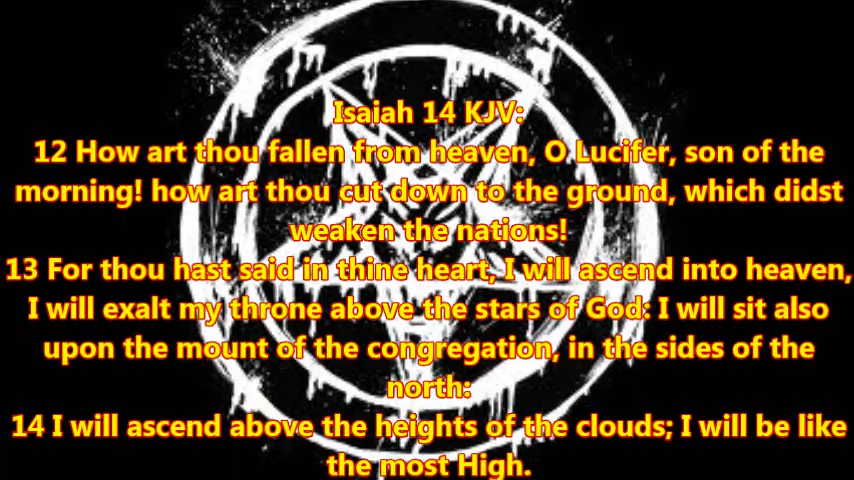 Isaiah 14 KJV:
12 How art thou fallen from heaven, O Lucifer, son of the
morning! how art thou cut down to the ground, which didst
weaken the nations!
13 For thou hast said in thine heart, I will ascend into heaven,
I will exalt my throne above the stars of God: I will sit also
upon the mount of the congregation, in the sides of the
north:
14 I will ascend above the heights of the clouds; I will be like
the most High.